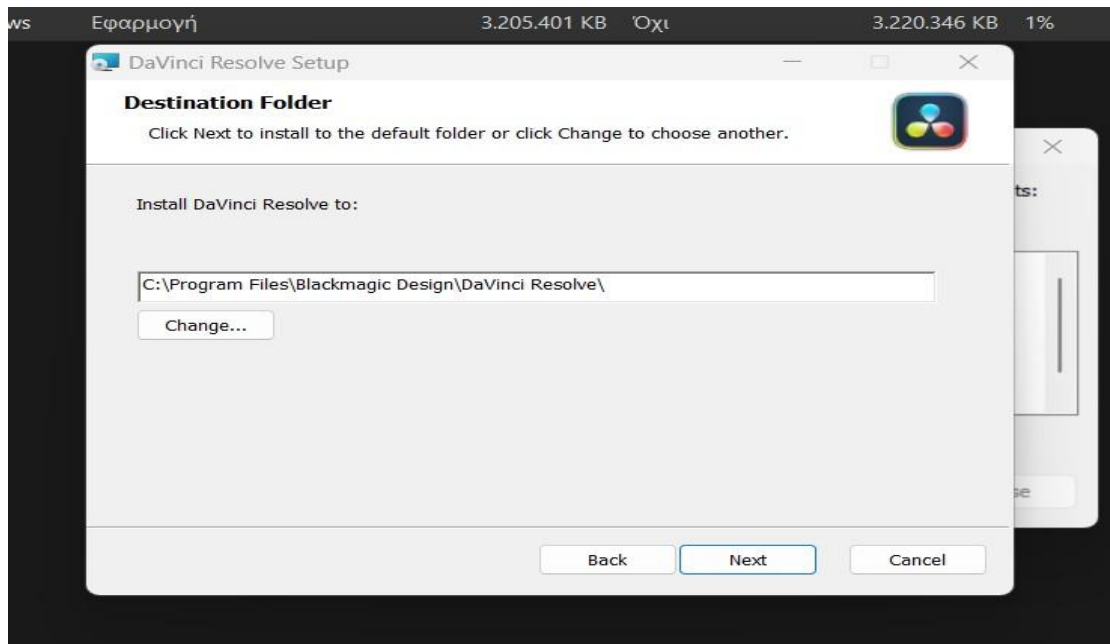 ws Εφαρμογή 3.205.401 KB Όχι 3.220.346 KB 1%
DaVinci Resolve Setup
Destination Folder
Click Next to install to the default folder or click Change to choose another.
ts:
Install DaVinci Resolve to:
C:\Program Files\Blackmagic Design\DaVinci Resolve\
Change...
se
Back Next Cancel